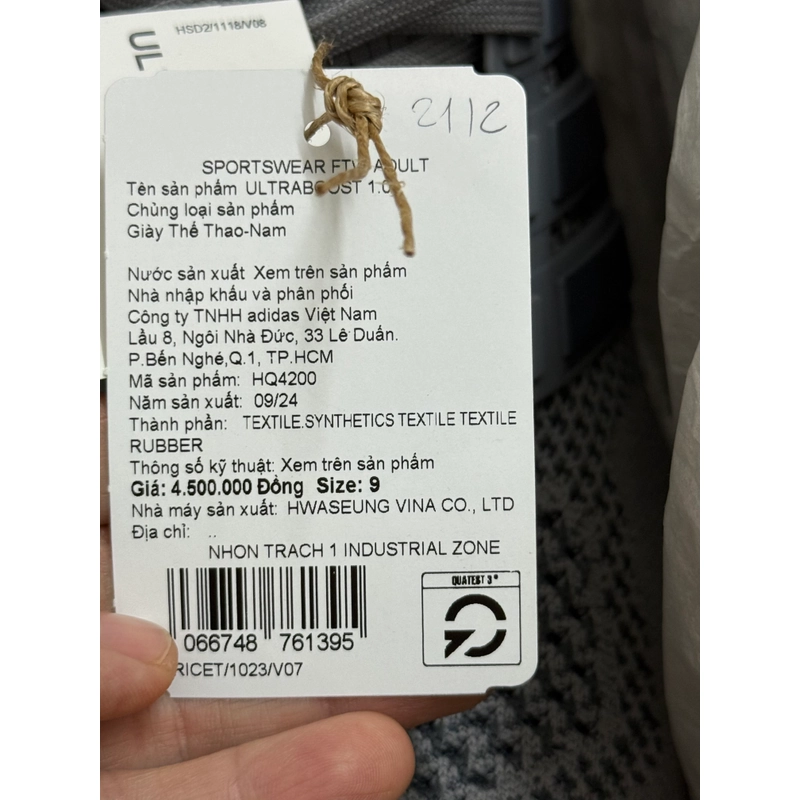 HSD2/1118/V08
UL
21/2
SPORTSWEAR FTW ADULT
Tên sản phẩm ULTRABOOST 1.0
Chủng loại sản phẩm
Giày Thể Thao-Nam
Nước sản xuất Xem trên sản phẩm
Nhà nhập khẩu và phân phối
Công ty TNHH adidas Việt Nam
Lầu 8, Ngôi Nhà Đức, 33 Lê Duẩn.
P.Bến Nghé,Q.1, TP.HCM
Mã sản phẩm: HQ4200
Năm sản xuất: 09/24
Thành phần: TEXTILE.SYNTHETICS TEXTILE TEXTILE
RUBBER
Thông số kỹ thuật: Xem trên sản phẩm
Giá: 4.500.000 Đồng Size: 9
Nhà máy sản xuất: HWASEUNG VINA CO., LTD
Địa chỉ: ..
NHON TRACH 1 INDUSTRIAL ZONE
QUATEST 3®
066748 761395
RICET/1023/V07